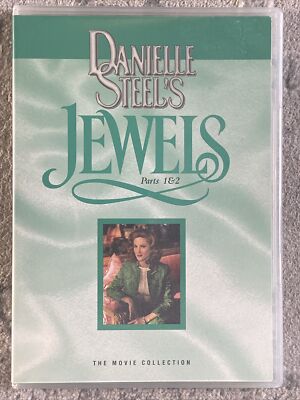 DANIELLE
STEEL'S
JEWELS
Parts 1&2
THE MOVIE COLLECTION